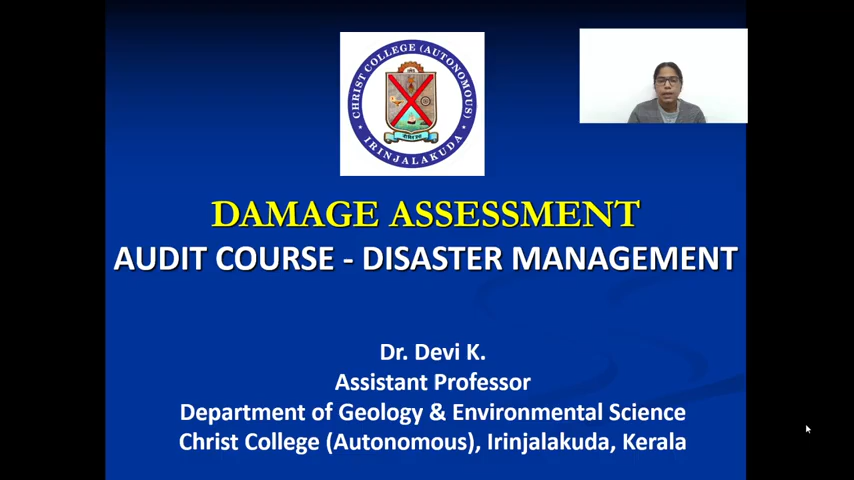 CHRIST COLLEGE (AUTONOMOUS)
IRINJALAKUDA
DAMAGE ASSESSMENT
AUDIT COURSE - DISASTER MANAGEMENT
Dr. Devi K.
Assistant Professor
Department of Geology & Environmental Science
Christ College (Autonomous), Irinjalakuda, Kerala